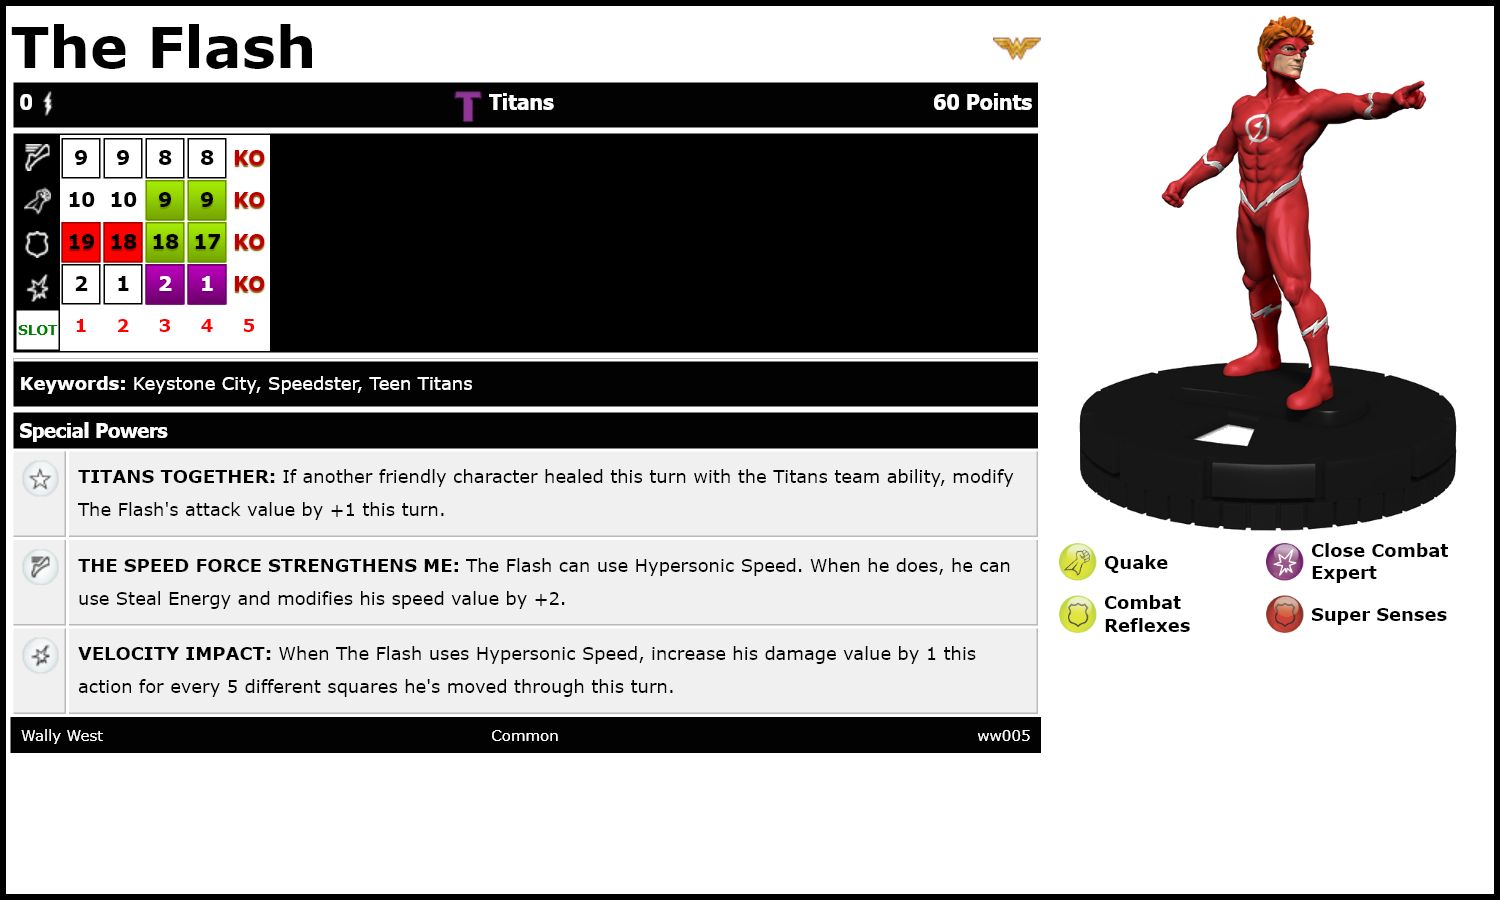 The Flash
0 Titans 60 Points
9 9 8 8 KO
10 10 9 9 KO
19 18 18 17 KO
2 1 2 1 KO
SLOT 1 2 3 4 5
Keywords: Keystone City, Speedster, Teen Titans
Special Powers
TITANS TOGETHER: If another friendly character healed this turn with the Titans team ability, modify
The Flash's attack value by +1 this turn.
THE SPEED FORCE STRENGTHENS ME: The Flash can use Hypersonic Speed. When he does, he can
use Steal Energy and modifies his speed value by +2.
VELOCITY IMPACT: When The Flash uses Hypersonic Speed, increase his damage value by 1 this
action for every 5 different squares he's moved through this turn.
Wally West Common ww005
Quake
Close Combat
Expert
Combat
Reflexes
Super Senses